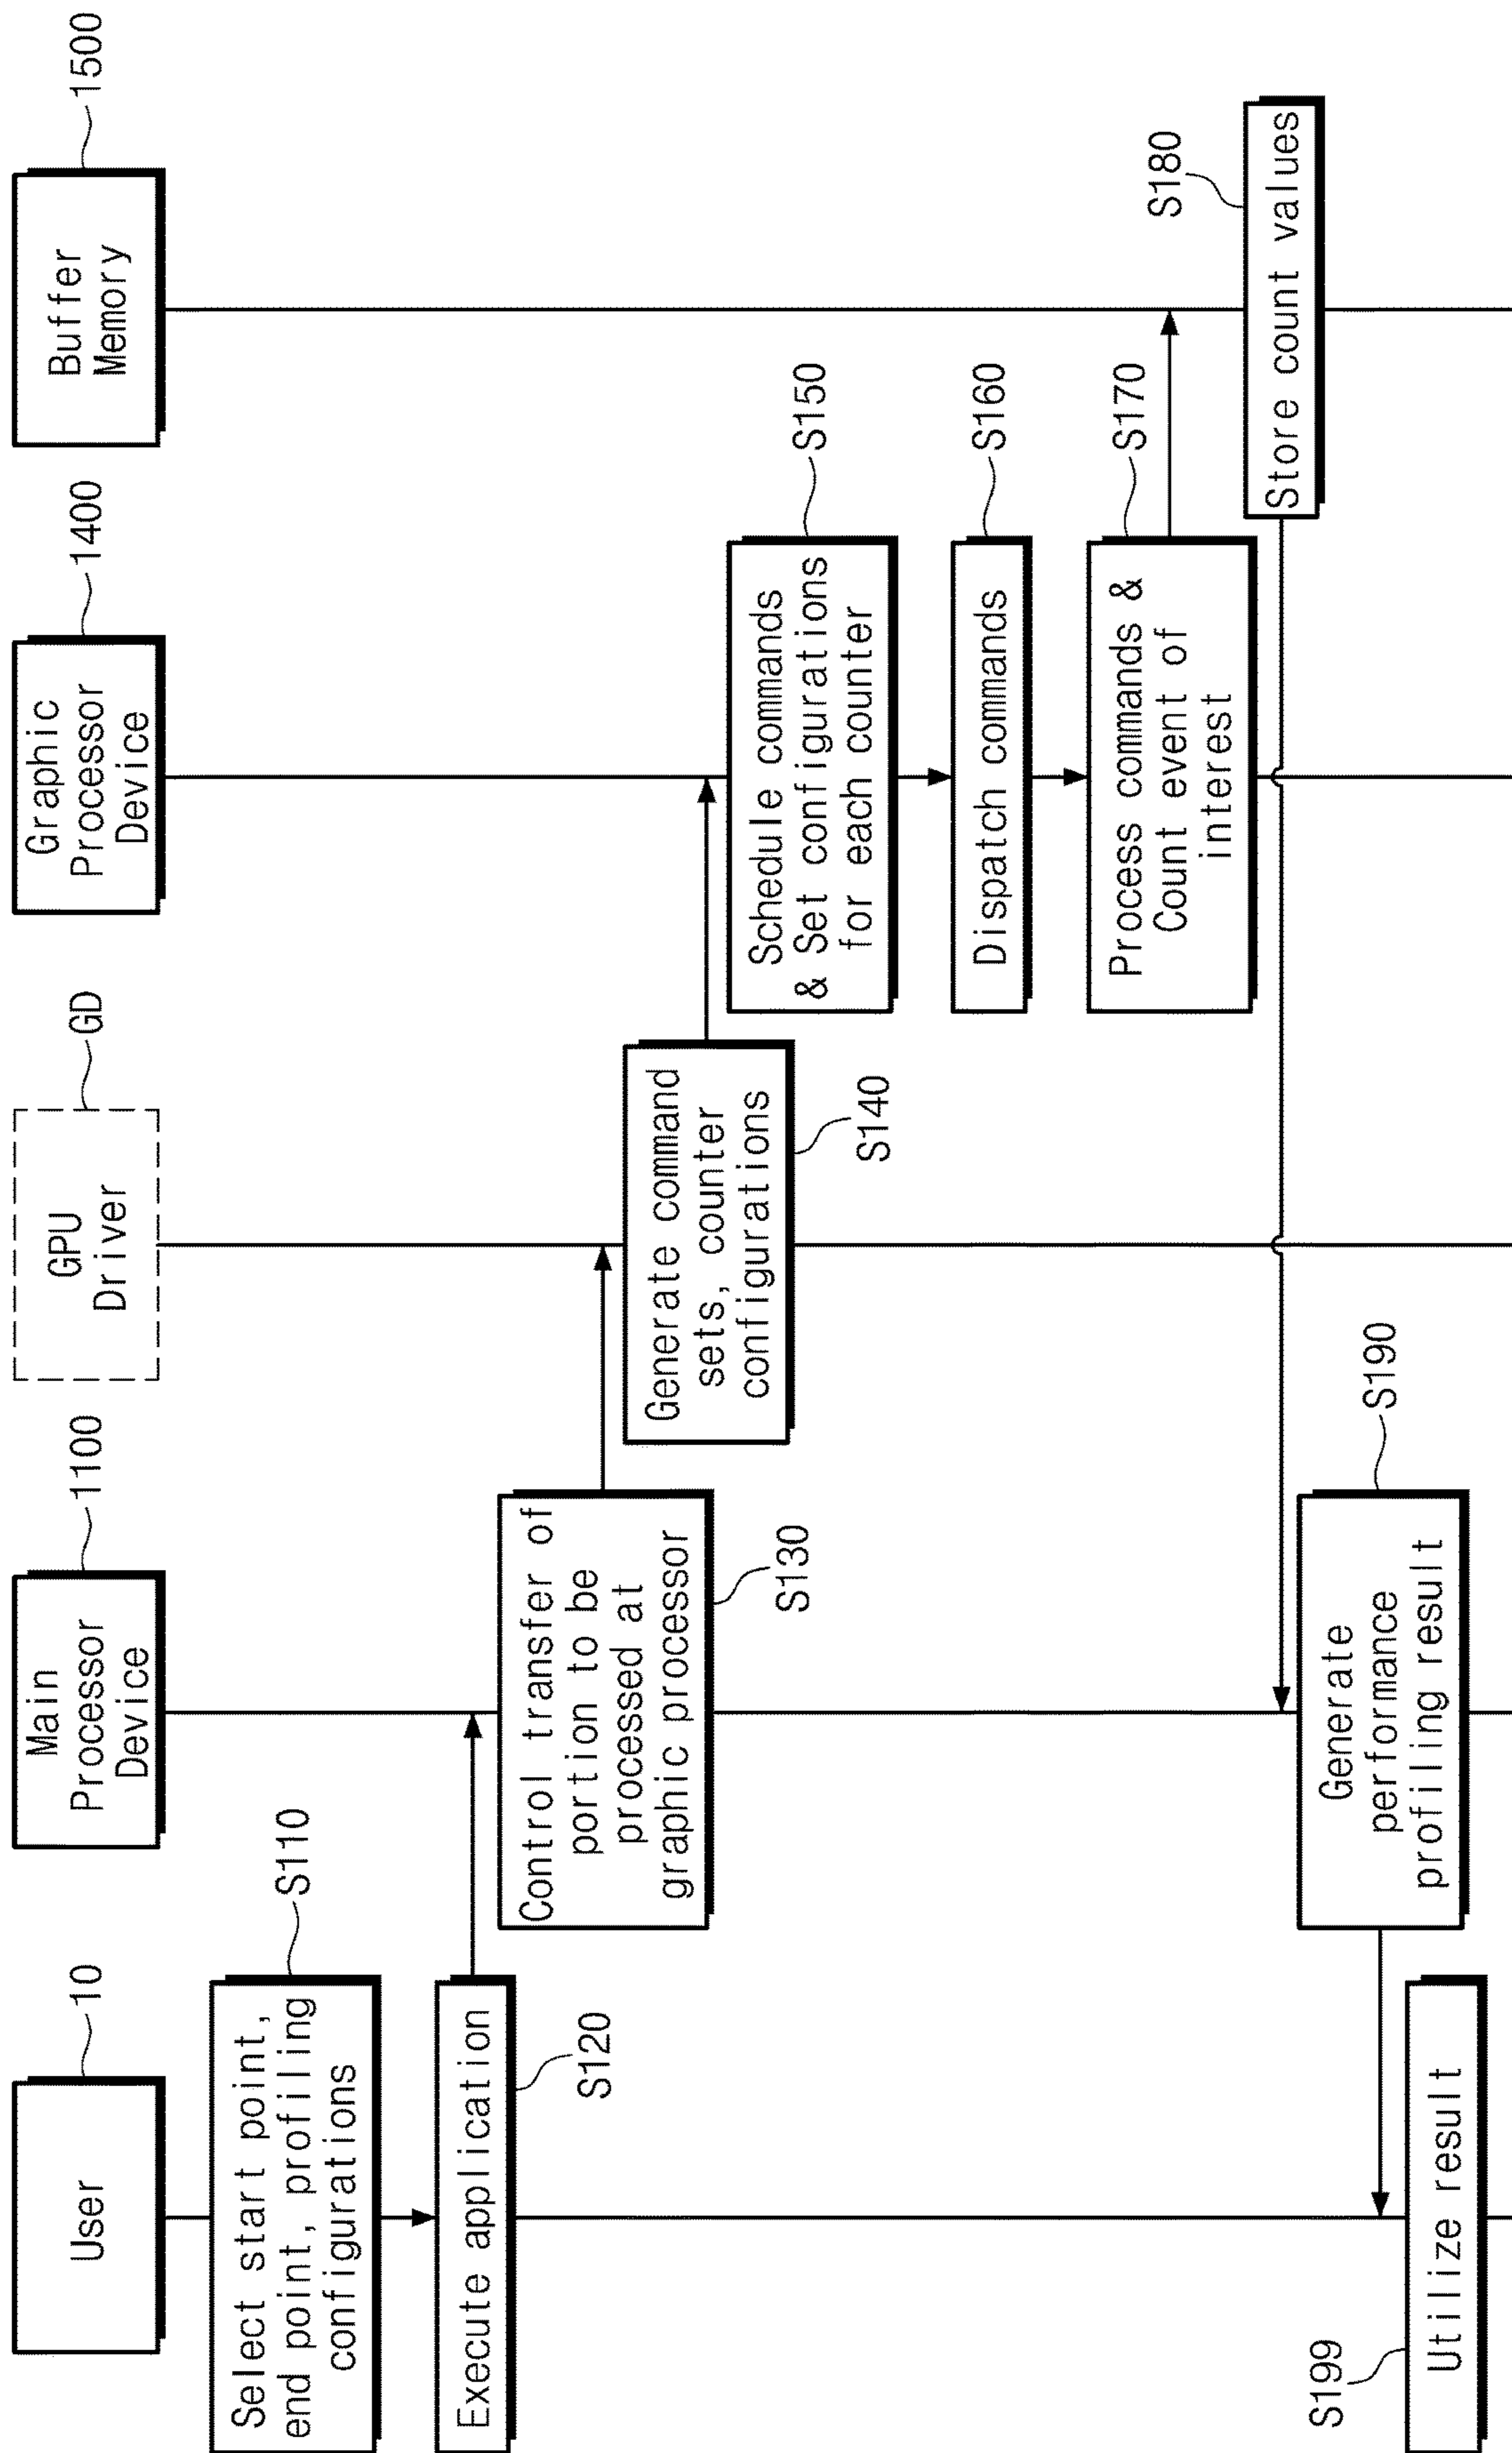 User
10
Main
Processor
Device
1100
GPU
Driver
GD
Graphic
Processor
Device
1400
Buffer
Memory
1500
Select start point,
end point, profiling
configurations
S110
Execute application
S120
Control transfer of
portion to be
processed at
graphic processor
S130
Generate command
sets, counter
configurations
S140
Schedule commands
& Set configurations
for each counter
S150
Dispatch commands
S160
Process commands &
Count event of
interest
S170
Store count values
S180
Generate
performance
profiling result
S190
Utilize result
S199